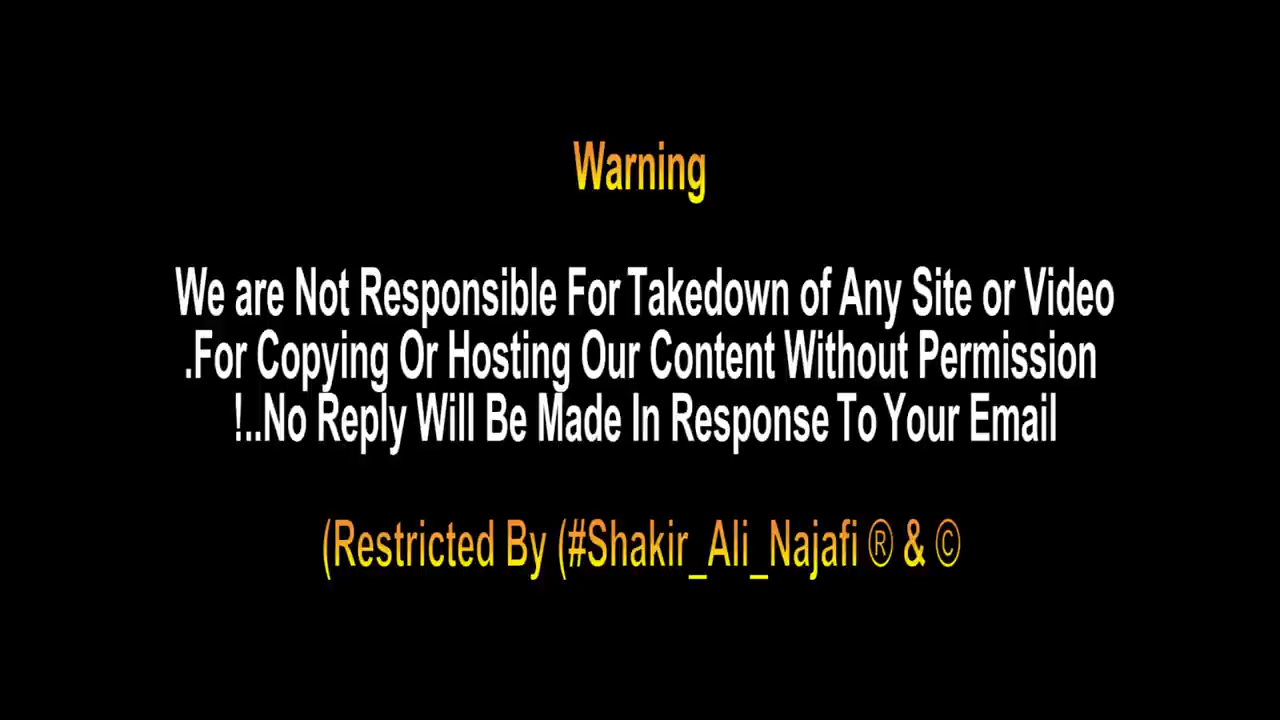 Warning
We are Not Responsible For Takedown of Any Site or Video
.For Copying Or Hosting Our Content Without Permission
!..No Reply Will Be Made In Response To Your Email
(Restricted By (#Shakir_Ali_Najafi ® & ©